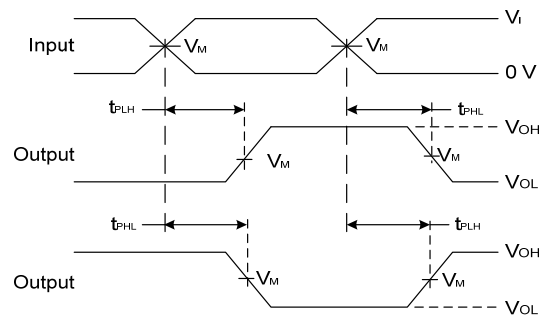 Input VM VM VI
0 V
tPLH tPHL
VOH
Output VM VM
VOL
tPHL tPLH
VOH
Output VM VM
VOL